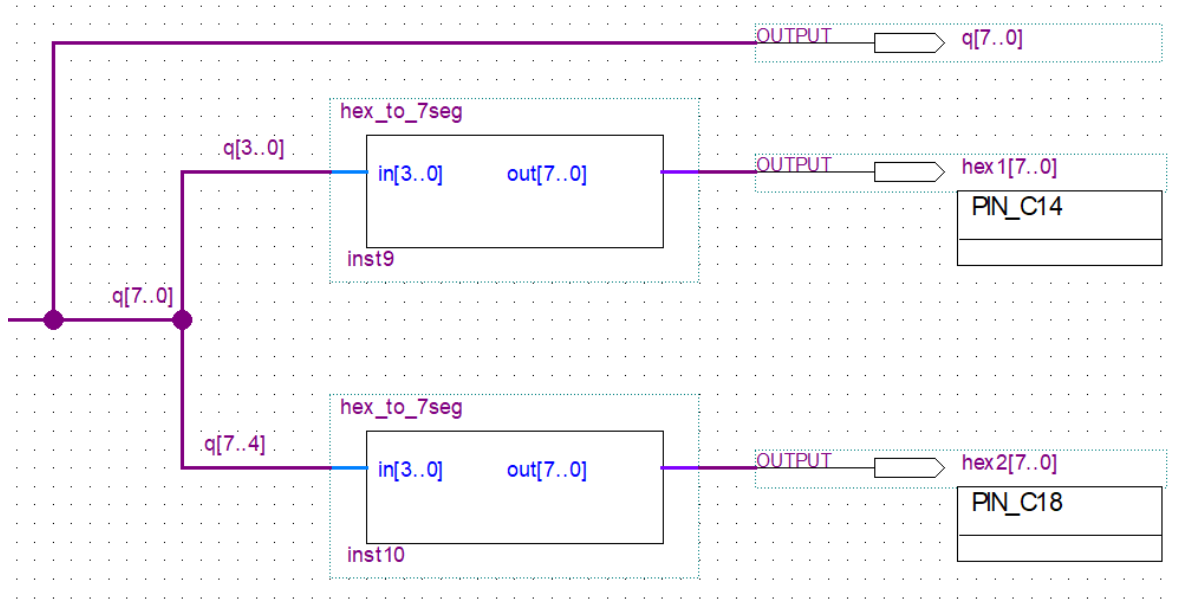 OUTPUT
q[7..0]
hex_to_7seg
q[3..0]
in[3..0]
out[7..0]
OUTPUT
hex1[7..0]
PIN_C14
inst9
q[7..0]
hex_to_7seg
q[7..4]
in[3..0]
out[7..0]
OUTPUT
hex2[7..0]
PIN_C18
inst10